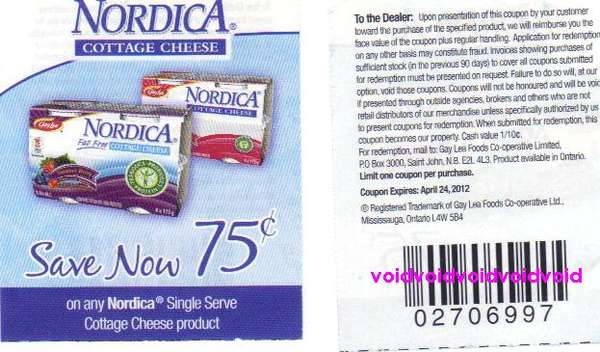 NORDICA®
COTTAGE CHEESE
Gay Lea
NORDICA
COTTAGE CHEESE
Gay Lea
NORDICA
Fat Free COTTAGE CHEESE
Save Now 75¢
on any Nordica® Single Serve
Cottage Cheese product
To the Dealer: Upon presentation of this coupon by your customer
toward the purchase of the specified product, we will reimburse you the
face value of the coupon plus regular handling. Application for redemption
on any other basis may constitute fraud. Invoices showing purchases of
sufficient stock (in the previous 90 days) to cover all coupons submitted
for redemption must be presented on request. Failure to do so will, at our
option, void those coupons. Coupons will not be honoured and will be void
if presented through outside agencies, brokers and others who are not
retail distributors of our merchandise unless specifically authorized by us
to present coupons for redemption. When submitted for redemption, this
coupon becomes our property. Cash value 1/10¢.
For redemption, mail to: Gay Lea Foods Co-operative Limited,
P.O Box 3000, Saint John, N.B. E2L 4L3. Product available in Ontario.
Limit one coupon per purchase.
Coupon Expires: April 24, 2012
® Registered Trademark of Gay Lea Foods Co-operative Ltd.,
Mississauga, Ontario L4W 5B4
voidvoidvoidvoidvoid
02706997